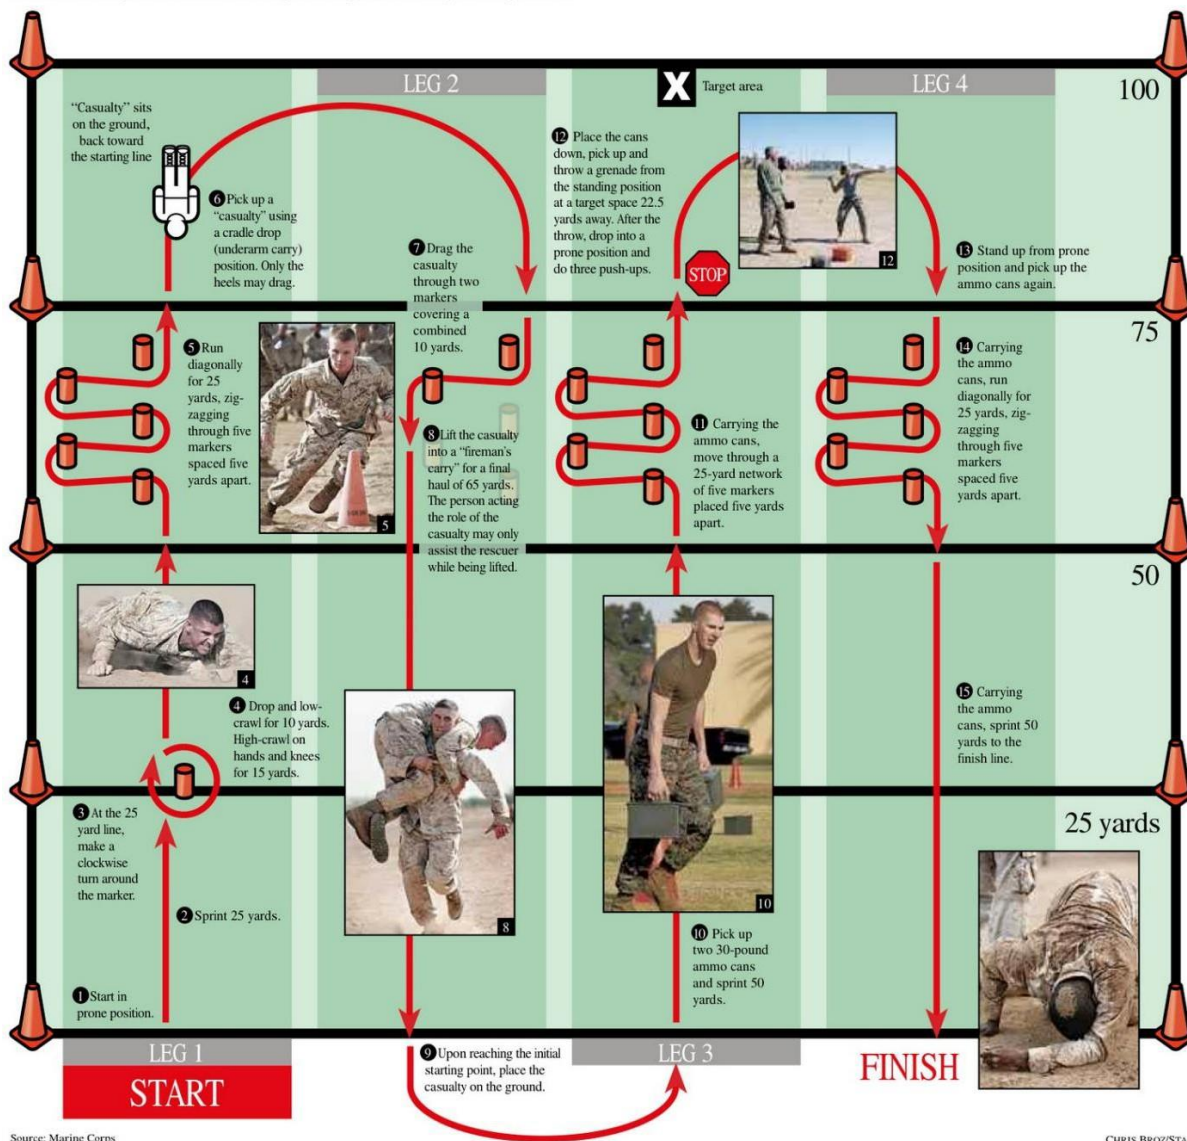 LEG 2
X
Target area
LEG 4
100
“Casualty” sits
on the ground,
back toward
the starting line
6 Pick up a
“casualty” using
a cradle drop
(underarm carry)
position. Only the
heels may drag.
7 Drag the
casualty
through two
markers
covering a
combined
10 yards.
12 Place the cans
down, pick up and
throw a grenade from
the standing position
at a target space 22.5
yards away. After the
throw, drop into a
prone position and
do three push-ups.
STOP
12
13 Stand up from prone
position and pick up the
ammo cans again.
75
5 Run
diagonally
for 25
yards, zig-
zagging
through five
markers
spaced five
yards apart.
5
8 Lift the casualty
into a “fireman’s
carry” for a final
haul of 65 yards.
The person acting
the role of the
casualty may only
assist the rescuer
while being lifted.
11 Carrying the
ammo cans,
move through a
25-yard network
of five markers
placed five yards
apart.
14 Carrying
the ammo
cans, run
diagonally for
25 yards, zig-
zagging
through five
markers
spaced five
yards apart.
50
4
4 Drop and low-
crawl for 10 yards.
High-crawl on
hands and knees
for 15 yards.
3 At the 25
yard line,
make a
clockwise
turn around
the marker.
2 Sprint 25 yards.
1 Start in
prone position.
8
10
10 Pick up
two 30-pound
ammo cans
and sprint 50
yards.
15 Carrying
the ammo
cans, sprint 50
yards to the
finish line.
25 yards
LEG 1
START
9 Upon reaching the initial
starting point, place the
casualty on the ground.
LEG 3
FINISH
Source: Marine Corps
CHRIS BROZ/STA